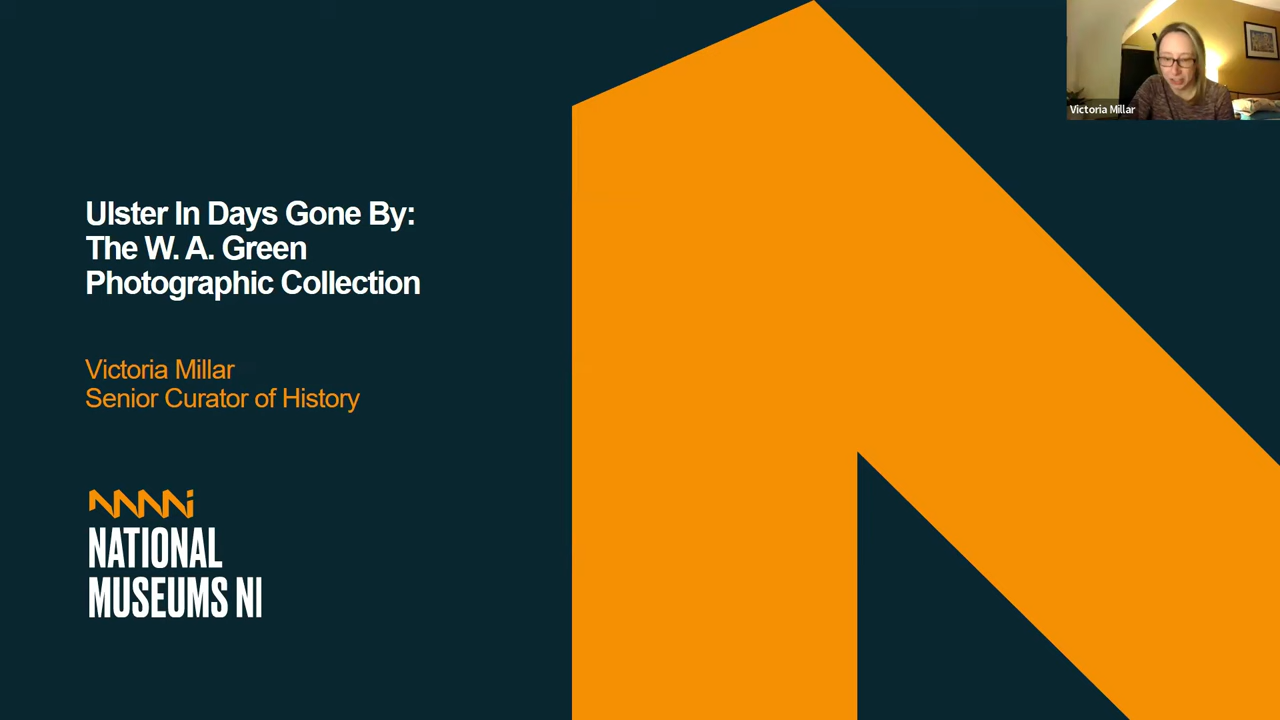 Victoria Millar
Ulster In Days Gone By:
The W. A. Green
Photographic Collection
Victoria Millar
Senior Curator of History
NATIONAL
MUSEUMS NI